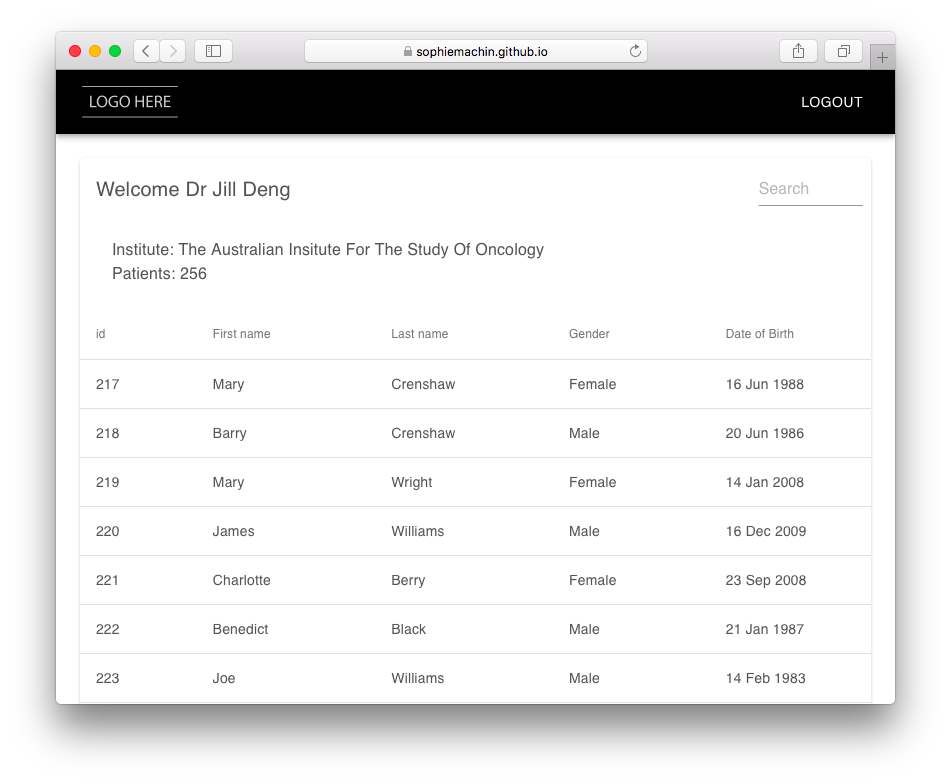 sophiemachin.github.io
LOGO HERE
LOGOUT
Welcome Dr Jill Deng
Search
Institute: The Australian Insitute For The Study Of Oncology
Patients: 256
id First name Last name Gender Date of Birth
217 Mary Crenshaw Female 16 Jun 1988
218 Barry Crenshaw Male 20 Jun 1986
219 Mary Wright Female 14 Jan 2008
220 James Williams Male 16 Dec 2009
221 Charlotte Berry Female 23 Sep 2008
222 Benedict Black Male 21 Jan 1987
223 Joe Williams Male 14 Feb 1983